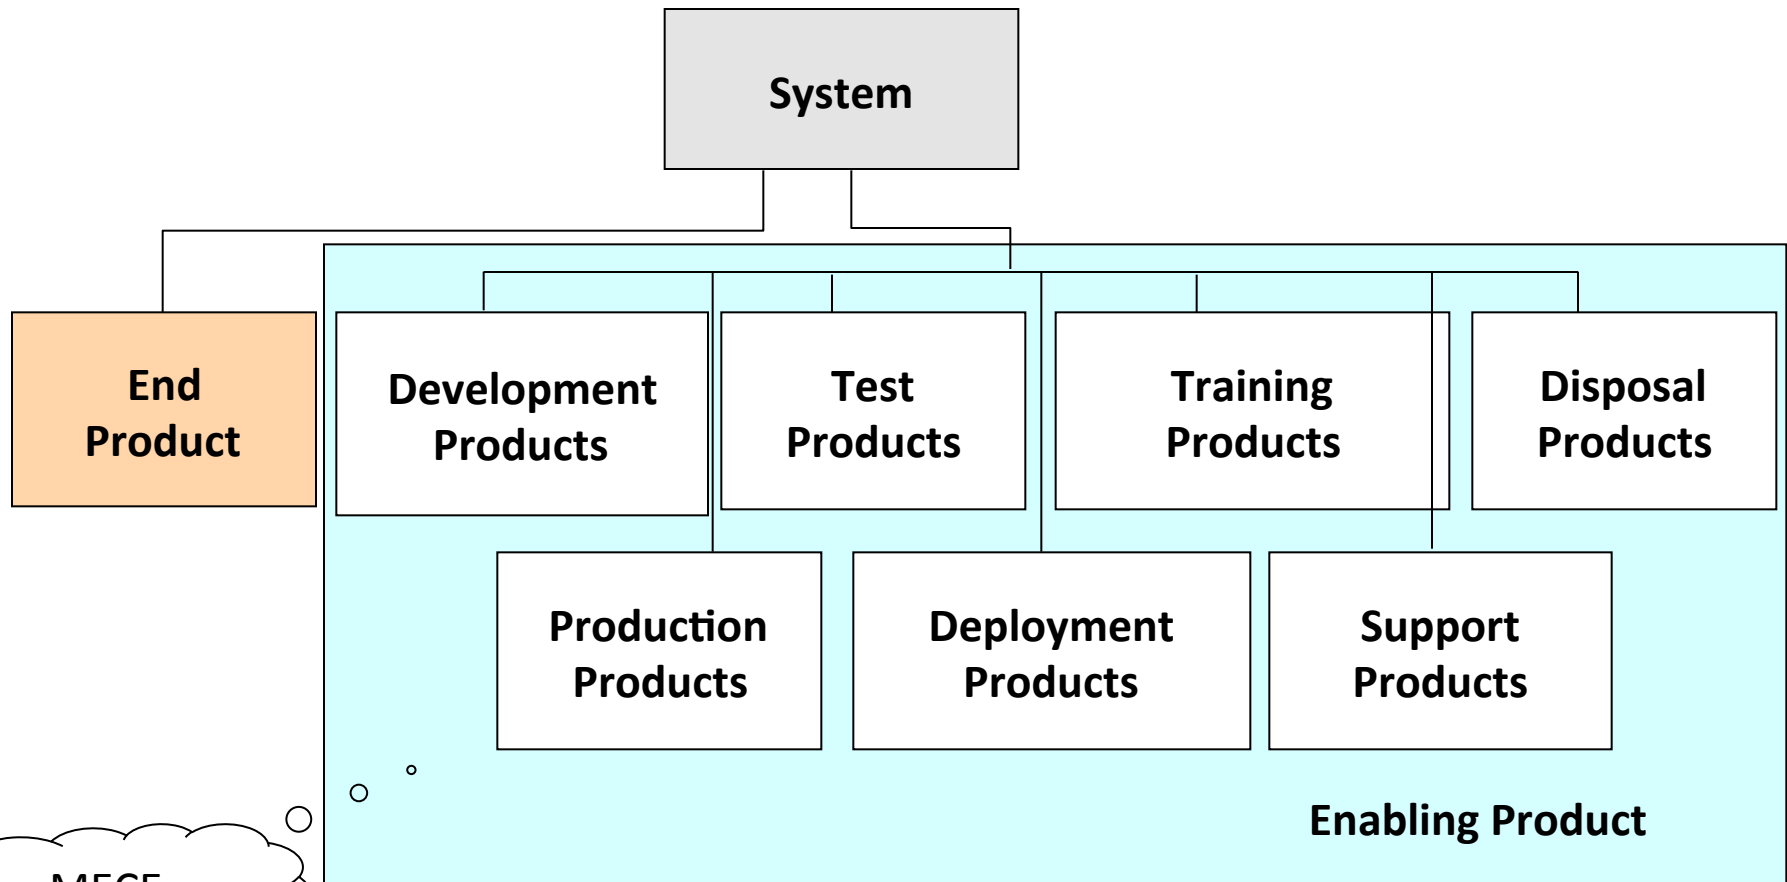 System
End
Product
Development
Products
Test
Products
Training
Products
Disposal
Products
Production
Products
Deployment
Products
Support
Products
Enabling Product
MECE